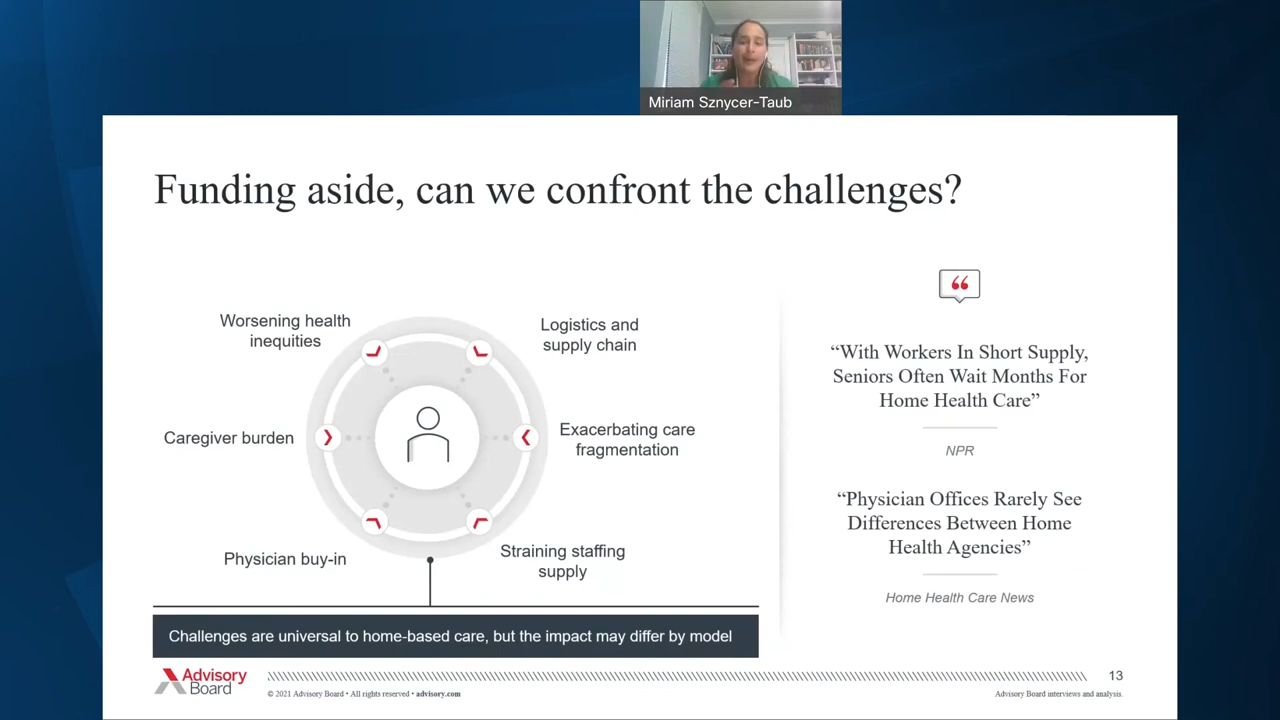 Miriam Sznycer-Taub
Funding aside, can we confront the challenges?
Worsening health
inequities
Logistics and
supply chain
Caregiver burden
Exacerbating care
fragmentation
Physician buy-in
Straining staffing
supply
Challenges are universal to home-based care, but the impact may differ by model
“
“With Workers In Short Supply,
Seniors Often Wait Months For
Home Health Care”
NPR
“Physician Offices Rarely See
Differences Between Home
Health Agencies”
Home Health Care News
Advisory
Board
© 2021 Advisory Board • All rights reserved • advisory.com
13
Advisory Board interviews and analysis.